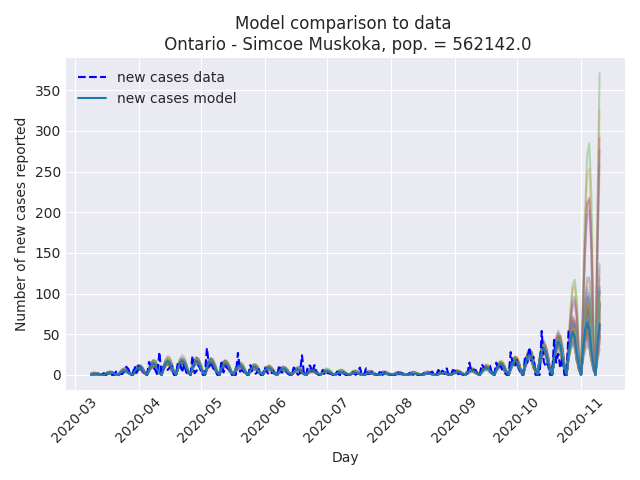 Model comparison to data
Ontario - Simcoe Muskoka, pop. = 562142.0
new cases data
new cases model
Number of new cases reported
350
300
250
200
150
100
50
0
2020-03
2020-04
2020-05
2020-06
2020-07
2020-08
2020-09
2020-10
2020-11
Day